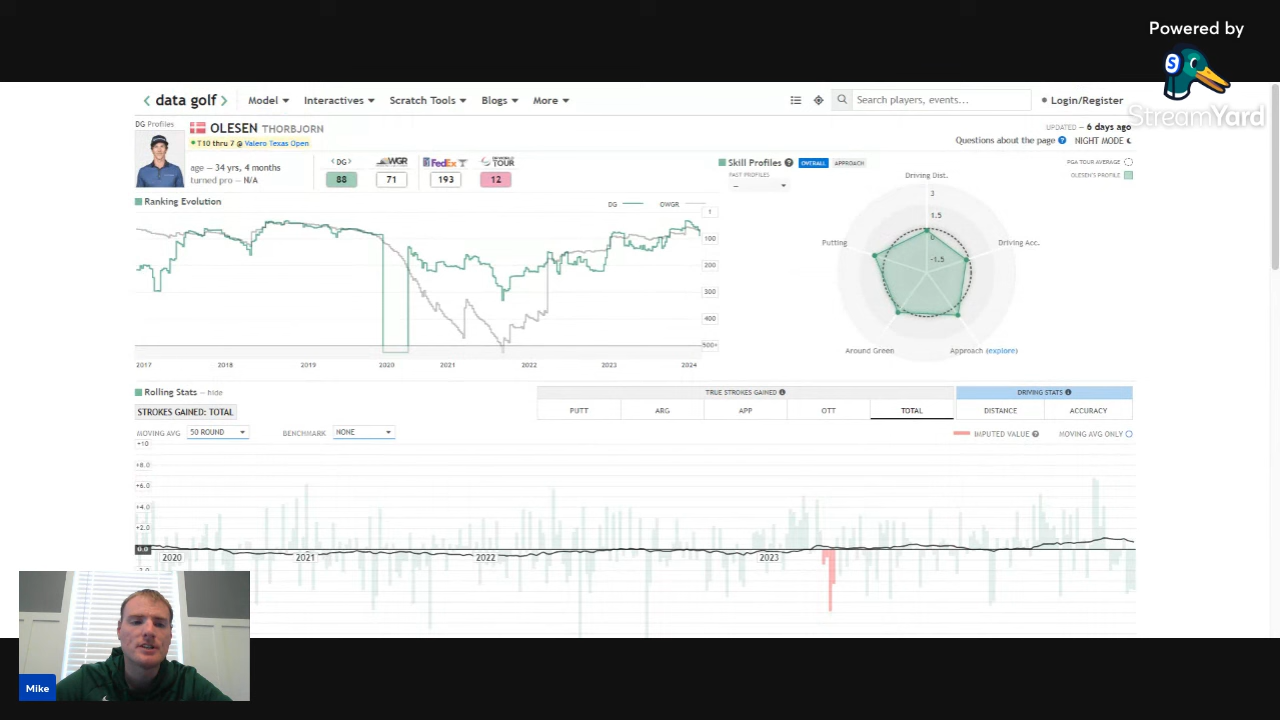 Powered by
StreamYard
data golf
Model
Interactives
Scratch Tools
Blogs
More
Search players, events...
Login/Register
DG Profiles
OLESEN THORBJORN
T10 thru 7 @ Valero Texas Open
UPDATED — 6 days ago
Questions about the page ?
NIGHT MODE
age — 34 yrs, 4 months
turned pro — N/A
DG
88
WGR
71
FedEx
193
TOUR
12
Skill Profiles ?
OVERALL
APPROACH
PAST PROFILES
—
PGA TOUR AVERAGE
OLESEN'S PROFILE
Driving Dist.
3
1.5
0
-1.5
Driving Acc.
Approach (explore)
Around Green
Putting
Ranking Evolution
DG
OWGR
1
100
200
300
400
500+
2017
2018
2019
2020
2021
2022
2023
2024
Rolling Stats — hide
STROKES GAINED: TOTAL
TRUE STROKES GAINED
DRIVING STATS
PUTT
ARG
APP
OTT
TOTAL
DISTANCE
ACCURACY
MOVING AVG
50 ROUND
BENCHMARK
NONE
IMPUTED VALUE ?
MOVING AVG ONLY
+10
+8.0
+6.0
+4.0
+2.0
0.0
2020
2021
2022
2023
Mike